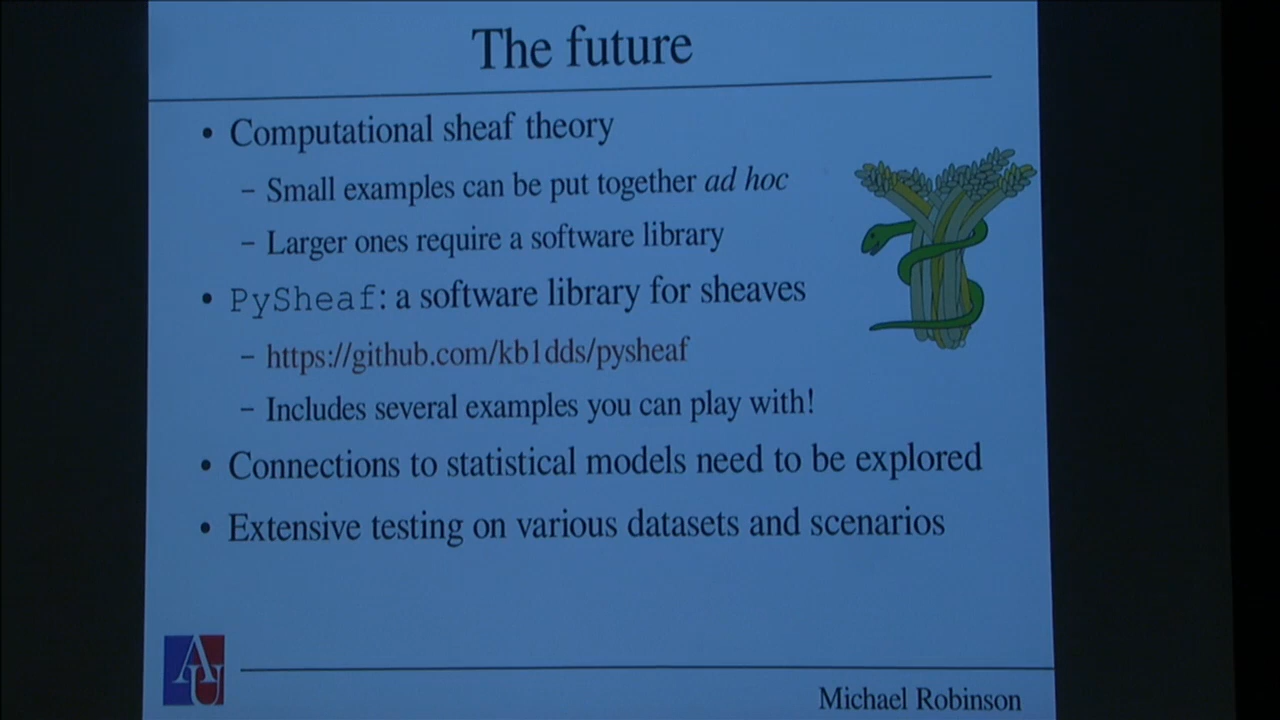 The future
• Computational sheaf theory
– Small examples can be put together ad hoc
– Larger ones require a software library
• PySheaf: a software library for sheaves
– https://github.com/kb1dds/pysheaf
– Includes several examples you can play with!
• Connections to statistical models need to be explored
• Extensive testing on various datasets and scenarios
AU
Michael Robinson